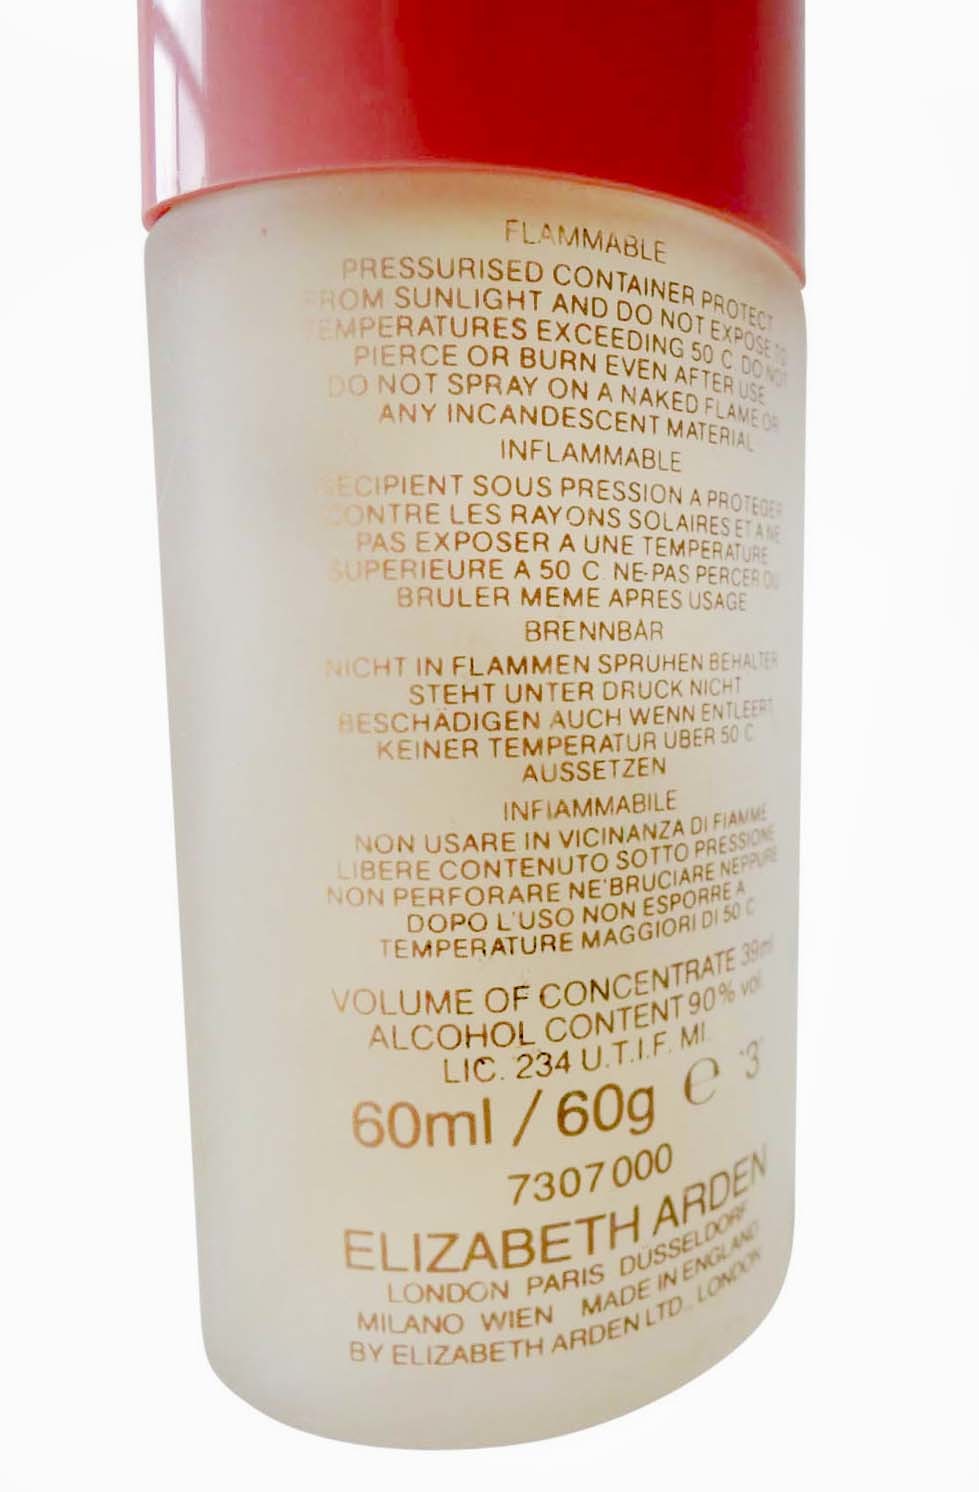 FLAMMABLE
PRESSURISED CONTAINER PROTECT
FROM SUNLIGHT AND DO NOT EXPOSE TO
TEMPERATURES EXCEEDING 50 C DO NOT
PIERCE OR BURN EVEN AFTER USE
DO NOT SPRAY ON A NAKED FLAME OR
ANY INCANDESCENT MATERIAL
INFLAMMABLE
RECIPIENT SOUS PRESSION A PROTEGER
CONTRE LES RAYONS SOLAIRES ET A NE
PAS EXPOSER A UNE TEMPERATURE
SUPERIEURE A 50 C NE-PAS PERCER OU
BRULER MEME APRES USAGE
BRENNBAR
NICHT IN FLAMMEN SPRUHEN BEHALTER
STEHT UNTER DRUCK NICHT
BESCHÄDIGEN AUCH WENN ENTLEERT
KEINER TEMPERATUR UBER 50 C
AUSSETZEN
INFIAMMABILE
NON USARE IN VICINANZA DI FIAMME
LIBERE CONTENUTO SOTTO PRESSIONE
NON PERFORARE NE'BRUCIARE NEPPURE
DOPO L'USO NON ESPORRE A
TEMPERATURE MAGGIORI DI 50 C
VOLUME OF CONCENTRATE 39ml
ALCOHOL CONTENT 90% vol.
LIC. 234 U.T.I.F. MI.
60ml / 60g e '3'
7307000
ELIZABETH ARDEN
LONDON PARIS DÜSSELDORF
MILANO WIEN MADE IN ENGLAND
BY ELIZABETH ARDEN LTD., LONDON